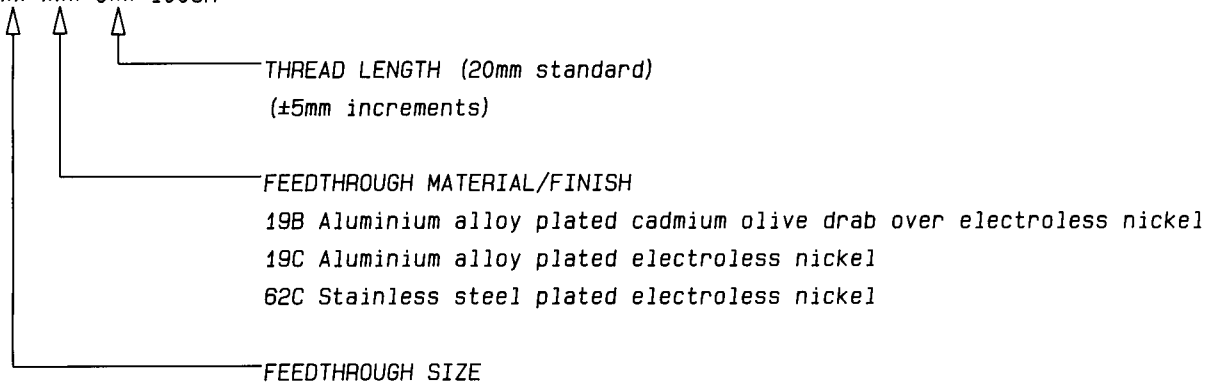 THREAD LENGTH (20mm standard)
(±5mm increments)
FEEDTHROUGH MATERIAL/FINISH
19B Aluminium alloy plated cadmium olive drab over electroless nickel
19C Aluminium alloy plated electroless nickel
62C Stainless steel plated electroless nickel
FEEDTHROUGH SIZE